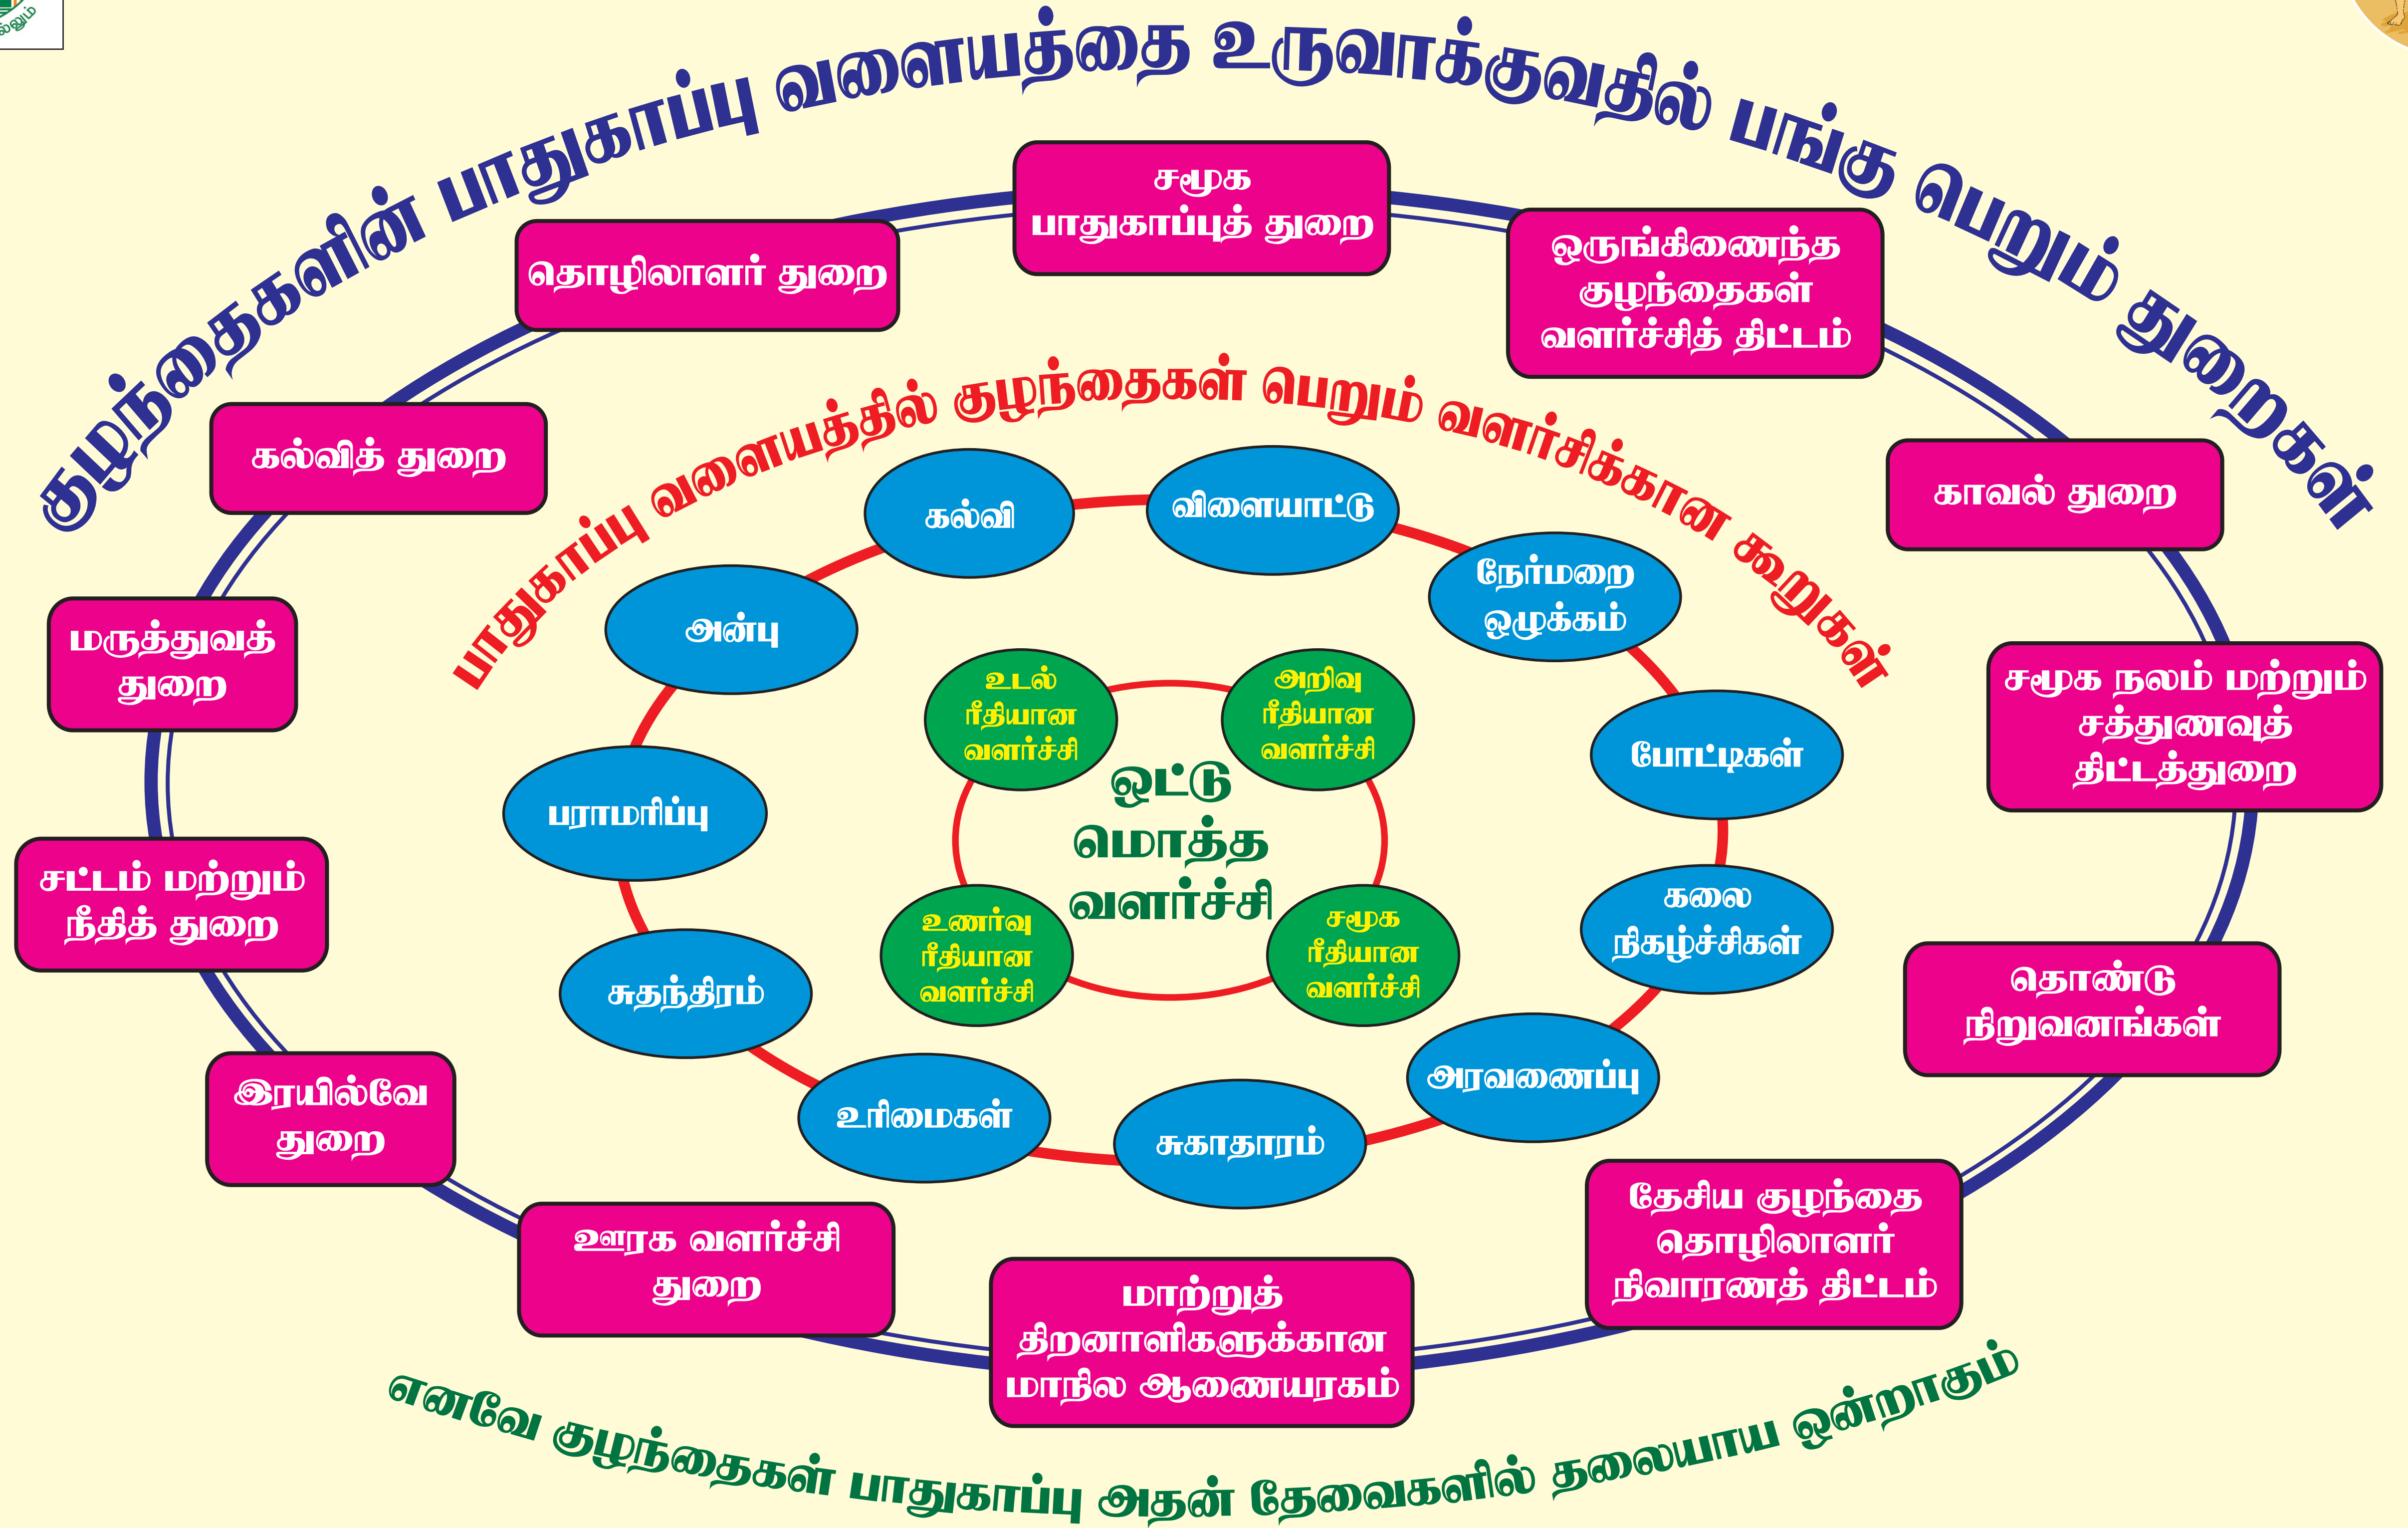 குழந்தைகளின் பாதுகாப்பு வளையத்தை உருவாக்குவதில் பங்கு பெறும் துறைகள்
சமூக
பாதுகாப்புத் துறை
ஒருங்கிணைந்த
குழந்தைகள்
வளர்ச்சித் திட்டம்
காவல் துறை
சமூக நலம் மற்றும்
சத்துணவுத்
திட்டத்துறை
தொண்டு
நிறுவனங்கள்
தேசிய குழந்தை
தொழிலாளர்
நிவாரணத் திட்டம்
மாற்றுத்
திறனாளிகளுக்கான
மாநில ஆணையரகம்
ஊரக வளர்ச்சி
துறை
இரயில்வே
துறை
சட்டம் மற்றும்
நீதித் துறை
மருத்துவத்
துறை
கல்வித் துறை
தொழிலாளர் துறை
பாதுகாப்பு வளையத்தில் குழந்தைகள் பெறும் வளர்சிக்கான கூறுகள்
கல்வி
விளையாட்டு
நேர்மறை
ஒழுக்கம்
போட்டிகள்
கலை
நிகழ்ச்சிகள்
அரவணைப்பு
சுகாதாரம்
உரிமைகள்
சுதந்திரம்
பராமரிப்பு
அன்பு
உடல்
ரீதியான
வளர்ச்சி
அறிவு
ரீதியான
வளர்ச்சி
ஒட்டு
மொத்த
வளர்ச்சி
உணர்வு
ரீதியான
வளர்ச்சி
சமூக
ரீதியான
வளர்ச்சி
எனவே குழந்தைகள் பாதுகாப்பு அதன் தேவைகளில் தலையாய ஒன்றாகும்